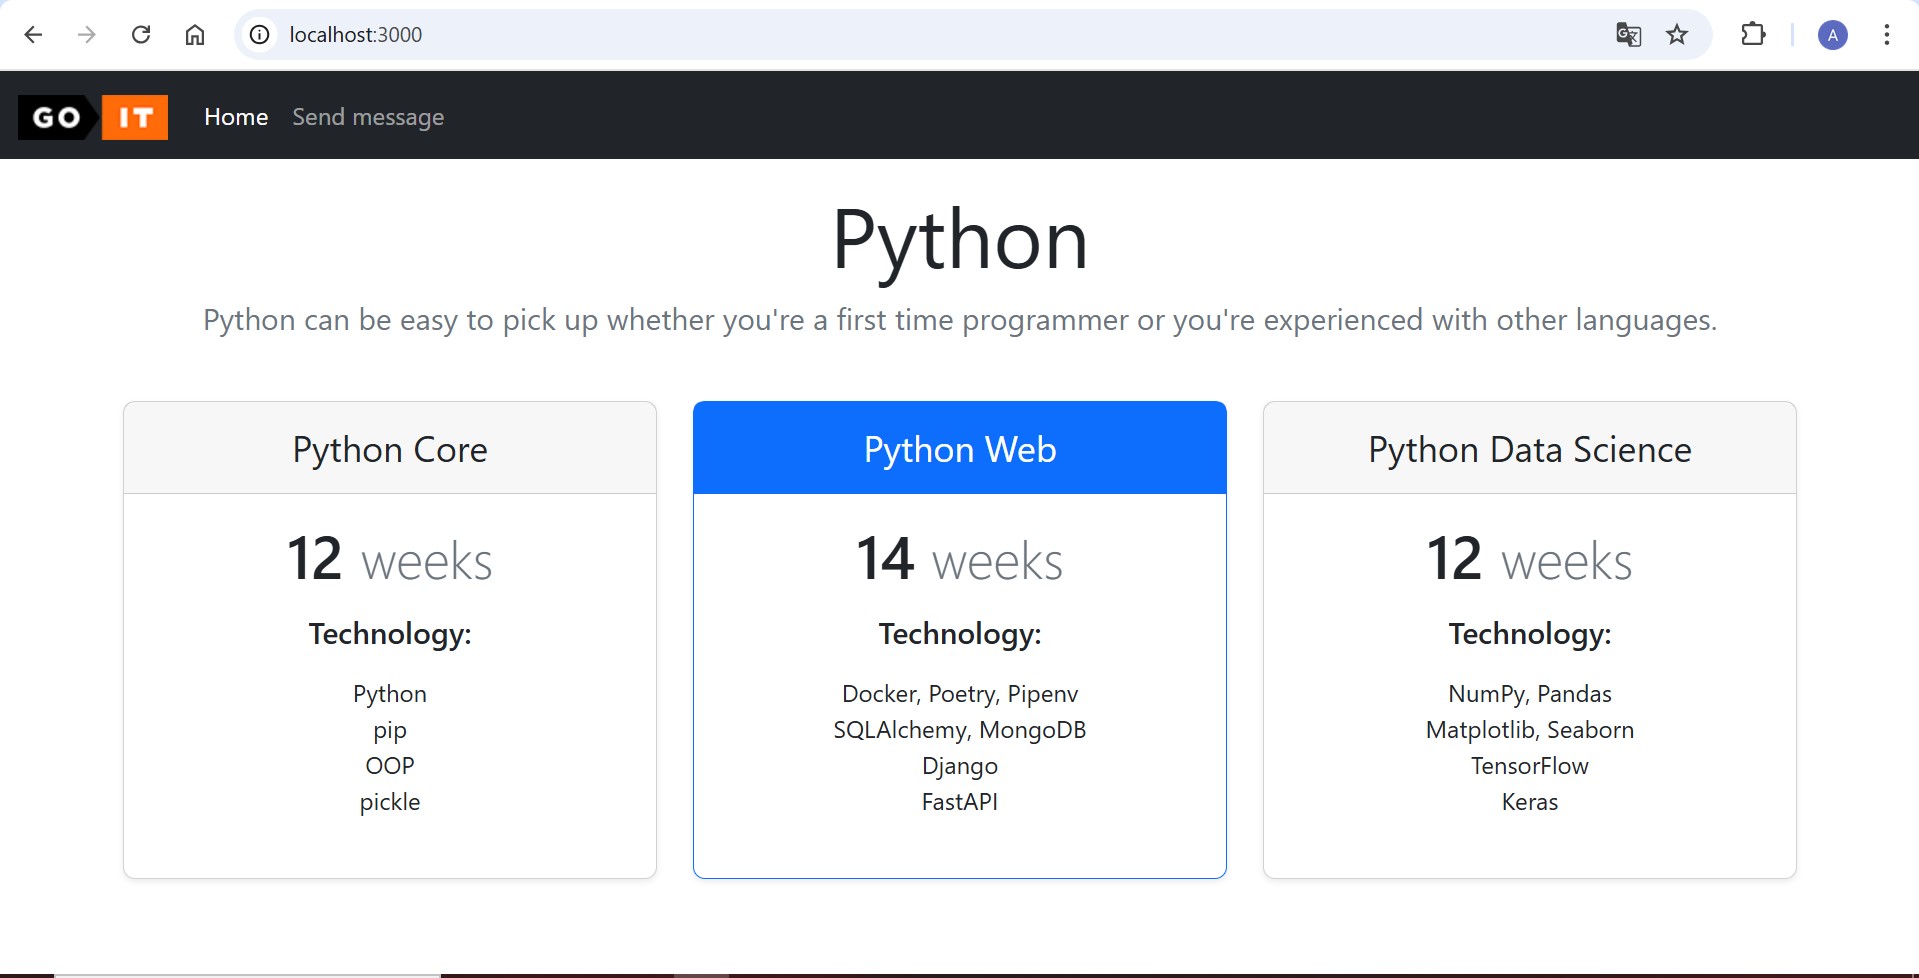 localhost:3000
A
GO IT
Home Send message
Python
Python can be easy to pick up whether you're a first time programmer or you're experienced with other languages.
Python Core
12 weeks
Technology:
Python
pip
OOP
pickle
Python Web
14 weeks
Technology:
Docker, Poetry, Pipenv
SQLAlchemy, MongoDB
Django
FastAPI
Python Data Science
12 weeks
Technology:
NumPy, Pandas
Matplotlib, Seaborn
TensorFlow
Keras